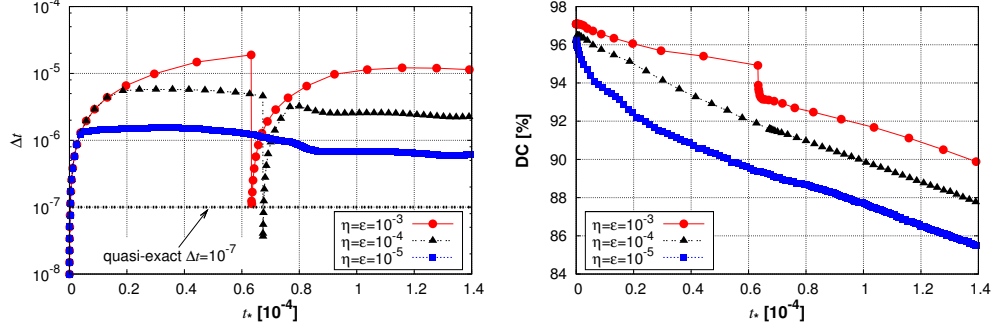 10⁻⁴
10⁻⁵
10⁻⁶
10⁻⁷
10⁻⁸
Δt
η=ε=10⁻³
η=ε=10⁻⁴
η=ε=10⁻⁵
quasi-exact Δt=10⁻⁷
0 0.2 0.4 0.6 0.8 1 1.2 1.4
t⋆ [10⁻⁴]
98
96
94
92
90
88
86
84
DC [%]
η=ε=10⁻³
η=ε=10⁻⁴
η=ε=10⁻⁵
0 0.2 0.4 0.6 0.8 1 1.2 1.4
t⋆ [10⁻⁴]